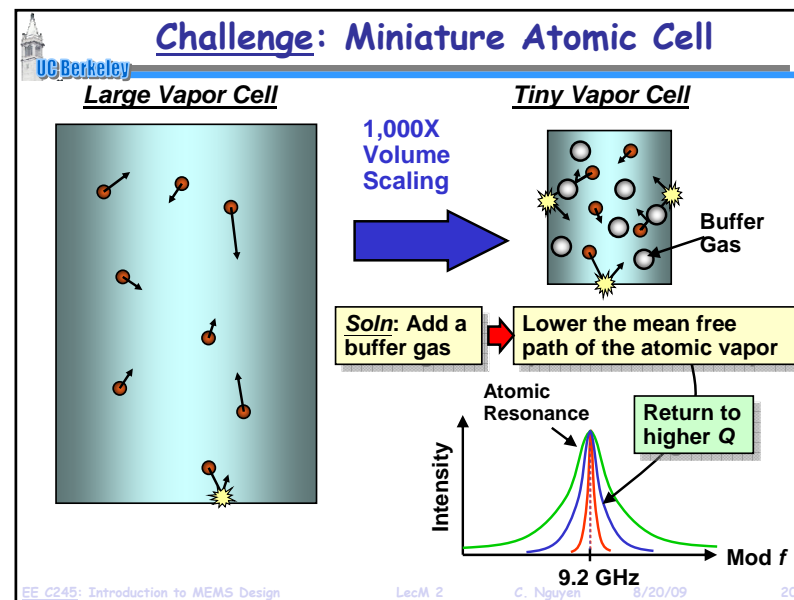 Challenge: Miniature Atomic Cell
UC Berkeley
Large Vapor Cell
Tiny Vapor Cell
1,000X
Volume
Scaling
Buffer
Gas
Soln: Add a
buffer gas
Lower the mean free
path of the atomic vapor
Atomic
Resonance
Return to
higher Q
Intensity
Mod f
9.2 GHz
EE C245: Introduction to MEMS Design
LecM 2
C. Nguyen
8/20/09
20